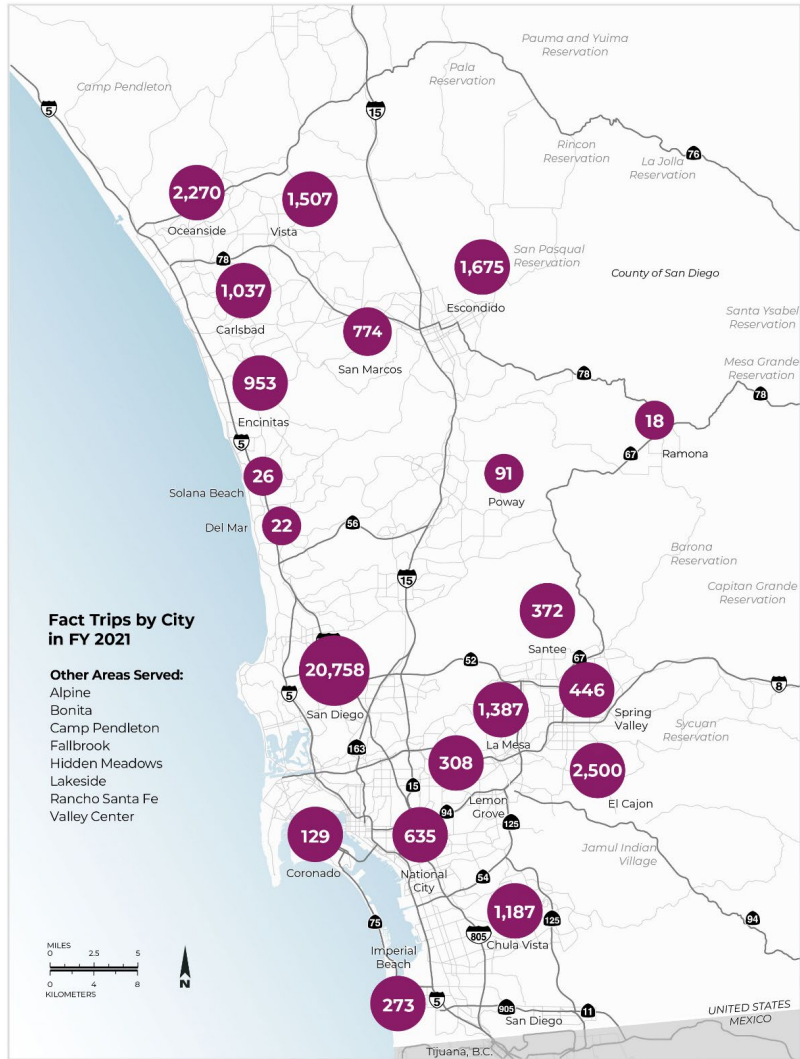 Pauma and Yuima
Reservation
Pala
Reservation
Camp Pendleton
5
15
Rincon
Reservation
76
La Jolla
Reservation
2,270
Oceanside
1,507
Vista
78
San Pasqual
Reservation
1,675
Escondido
County of San Diego
1,037
Carlsbad
774
San Marcos
Santa Ysabel
Reservation
Mesa Grande
Reservation
78
78
953
Encinitas
5
18
Ramona
67
26
Solana Beach
91
Poway
22
Del Mar
56
15
Barona
Reservation
Capitan Grande
Reservation
372
Santee
67
Fact Trips by City
in FY 2021
Other Areas Served:
Alpine
Bonita
Camp Pendleton
Fallbrook
Hidden Meadows
Lakeside
Rancho Santa Fe
Valley Center
20,758
San Diego
5
52
446
Spring
Valley
8
1,387
La Mesa
Sycuan
Reservation
163
308
Lemon
Grove
15
94
2,500
El Cajon
125
129
Coronado
635
National
City
Jamul Indian
Village
54
1,187
Chula Vista
125
94
75
805
Imperial
Beach
273
5
905
San Diego
11
MILES
0 2.5 5
0 4 8
KILOMETERS
N
UNITED STATES
MEXICO
Tijuana, B.C.